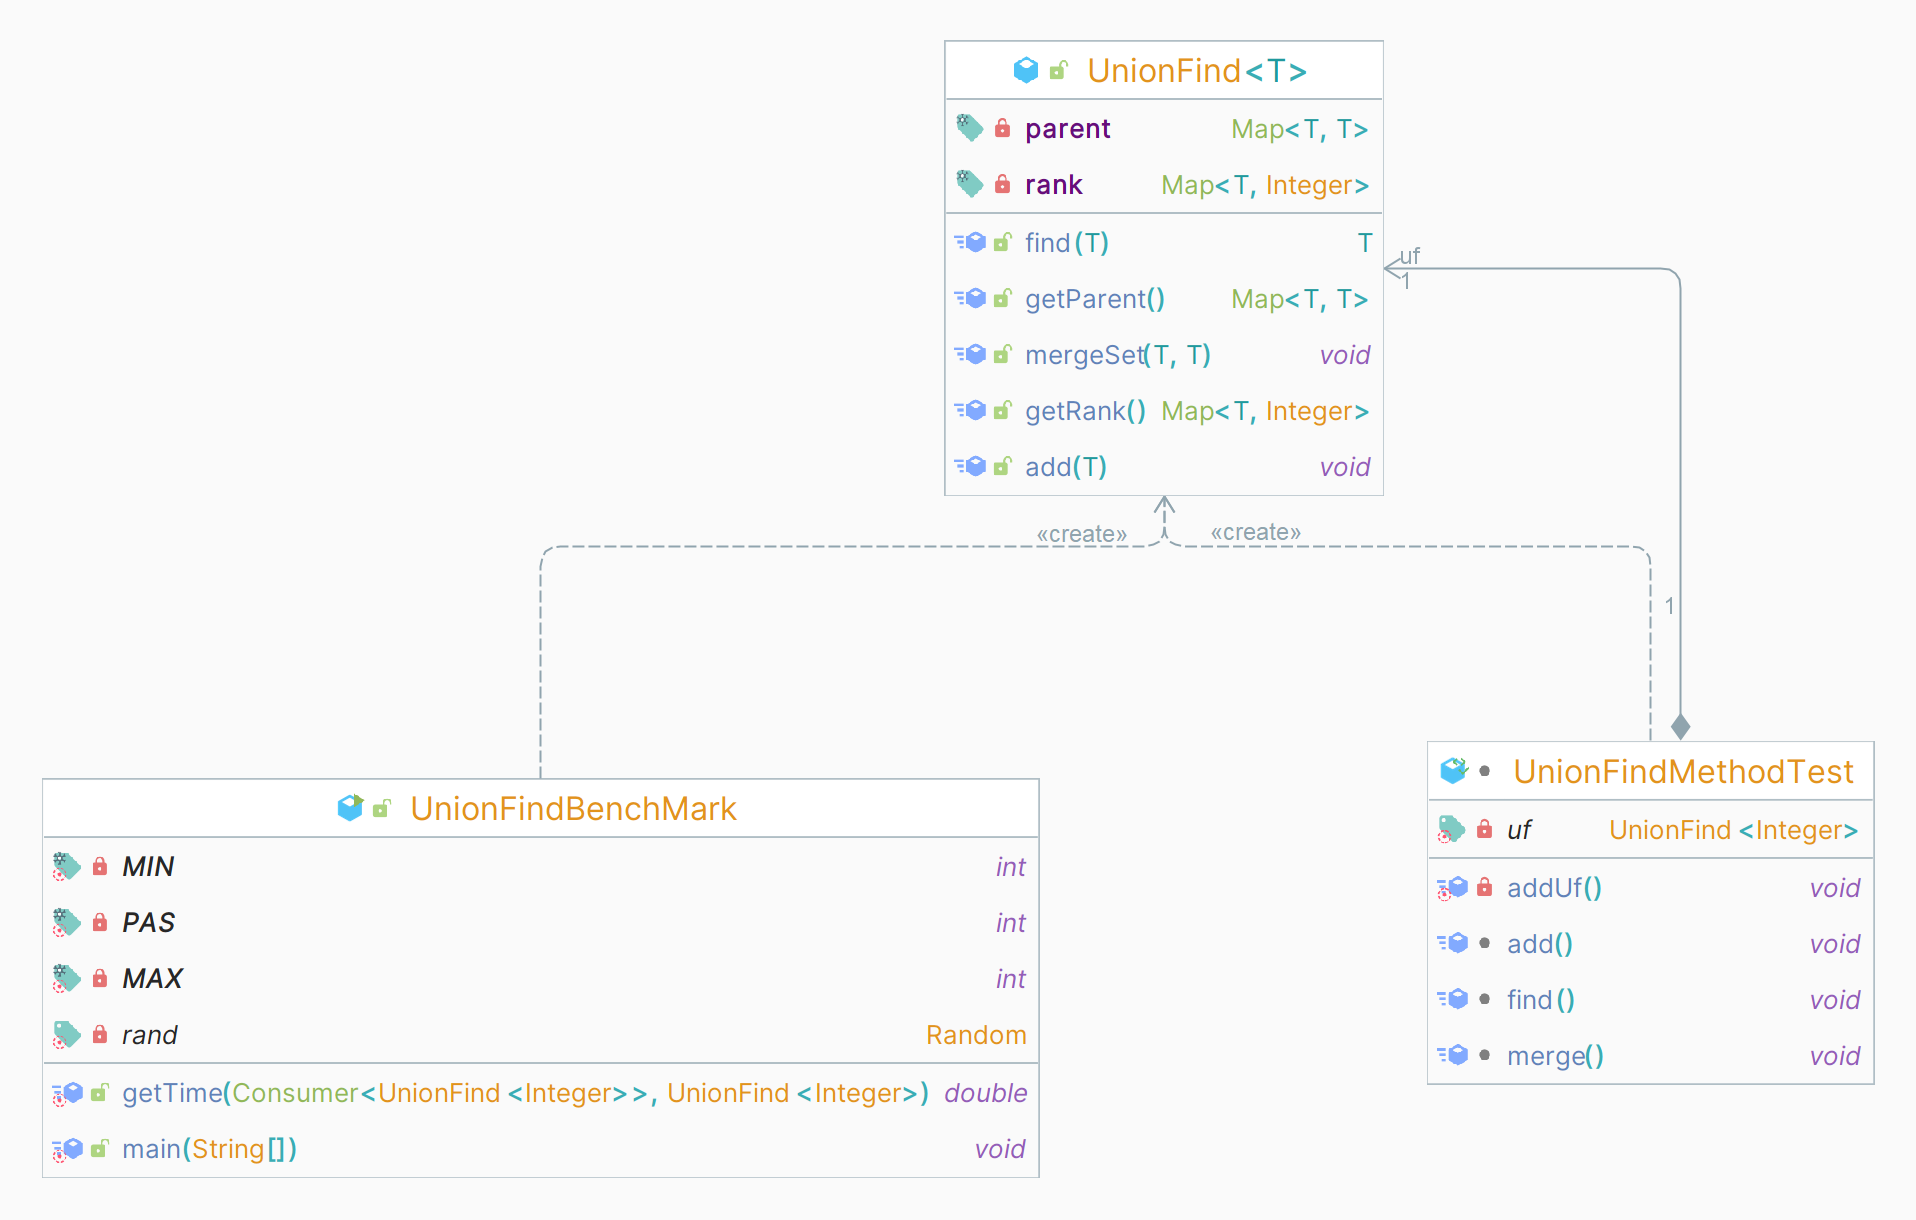 UnionFind<T>
parent Map<T, T>
rank Map<T, Integer>
find(T) T
getParent() Map<T, T>
mergeSet(T, T) void
getRank() Map<T, Integer>
add(T) void
uf
1
«create» «create»
1
UnionFindBenchMark
MIN int
PAS int
MAX int
rand Random
getTime(Consumer<UnionFind<Integer>>, UnionFind<Integer>) double
main(String[]) void
UnionFindMethodTest
uf UnionFind<Integer>
addUf() void
add() void
find() void
merge() void